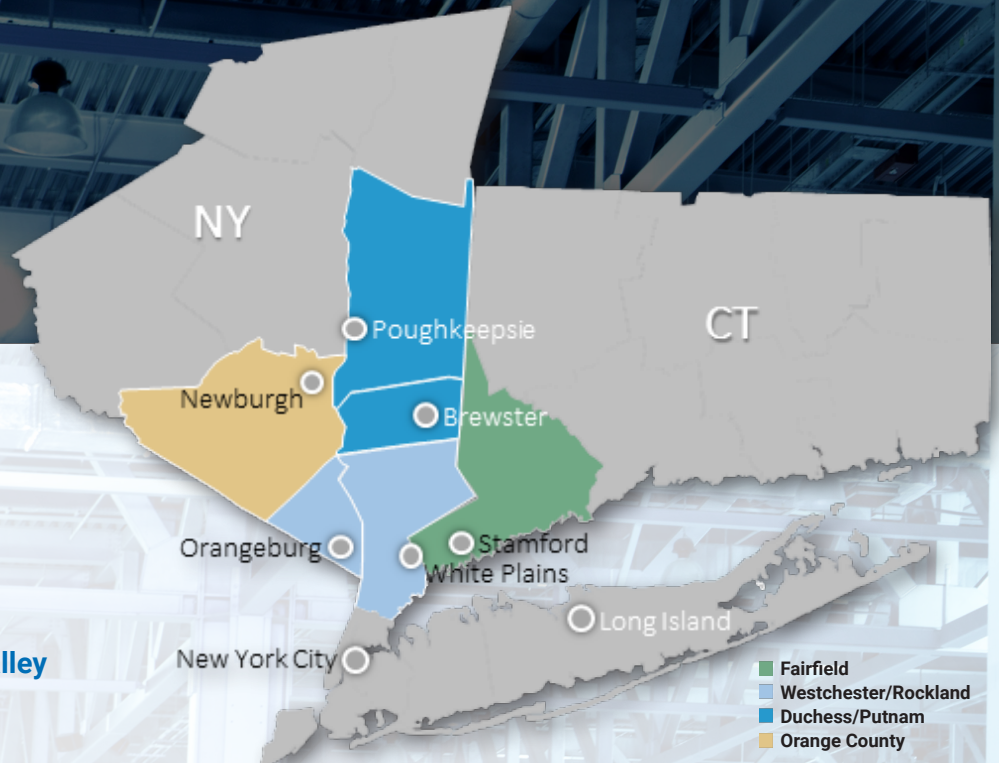 NY
CT
Poughkeepsie
Newburgh
Brewster
Orangeburg
Stamford
White Plains
Long Island
New York City
lley
Fairfield
Westchester/Rockland
Duchess/Putnam
Orange County